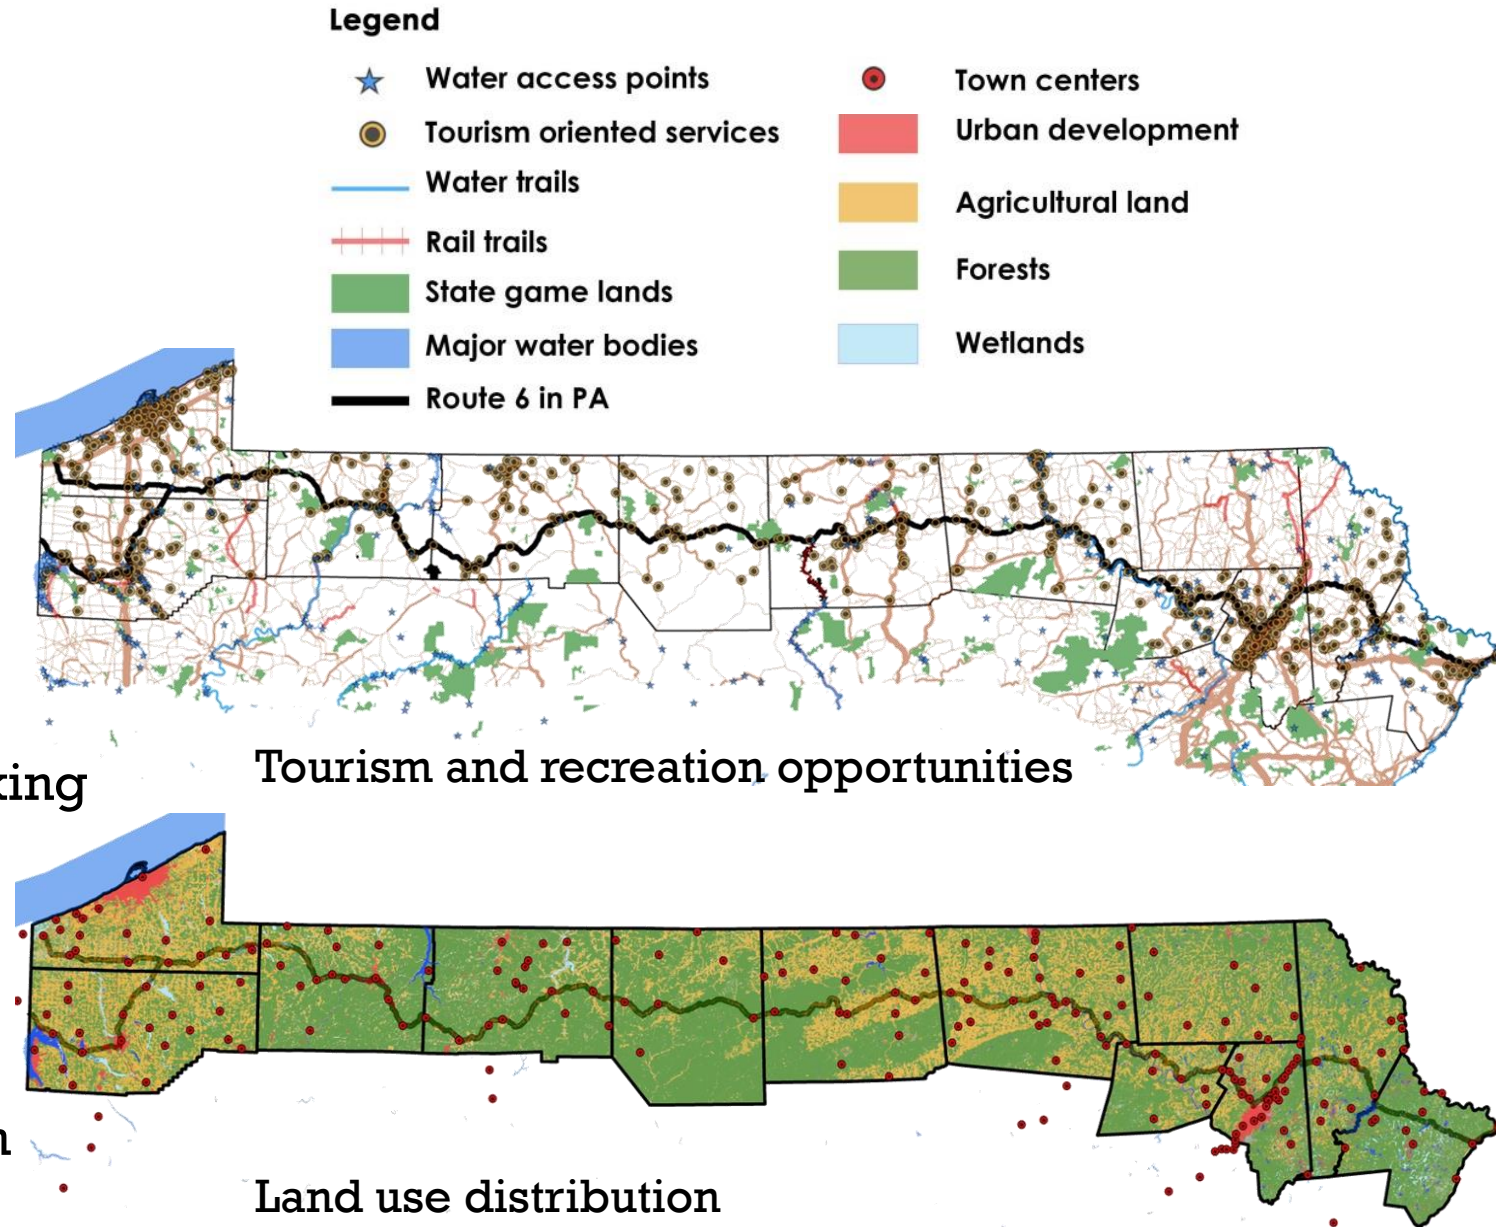 Legend
Water access points
Tourism oriented services
Water trails
Rail trails
State game lands
Major water bodies
Route 6 in PA
Town centers
Urban development
Agricultural land
Forests
Wetlands
king
Tourism and recreation opportunities
n
Land use distribution